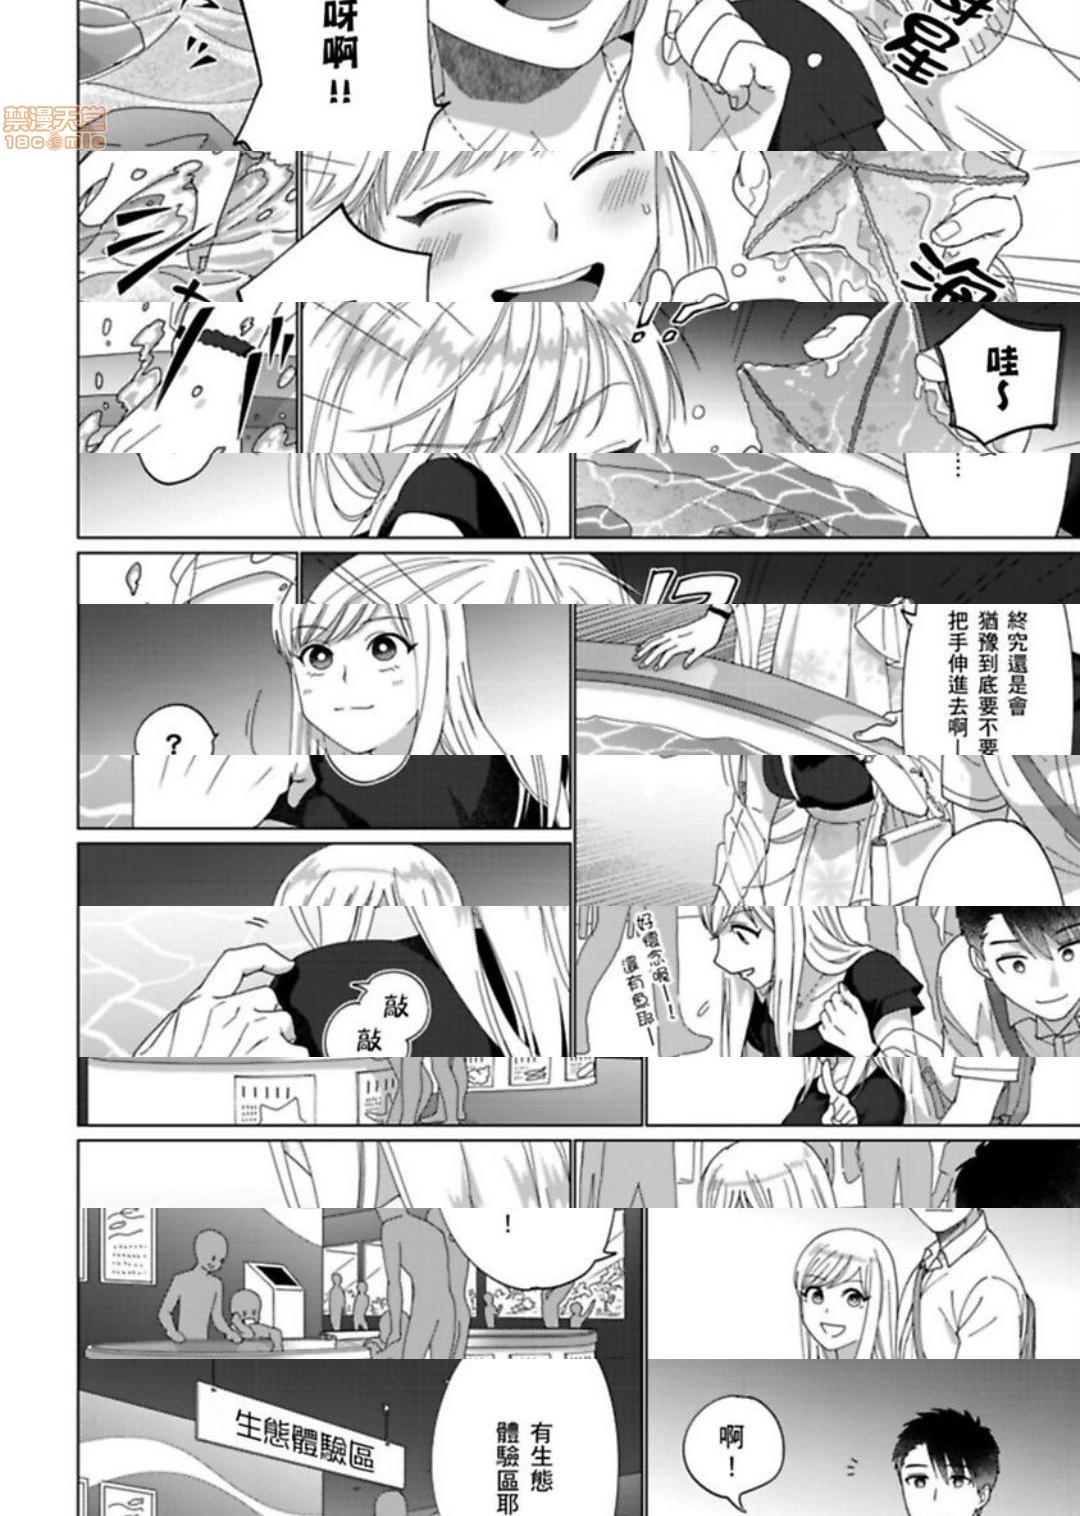 啊！
有生態
體驗區耶
！
生態體驗區
好懷念喔！
還有魚耶！
敲
敲
？
終究還是會
猶豫到底要不要
把手伸進去啊—
…
哇～
海
星
呀啊!!
禁漫天堂
18comic